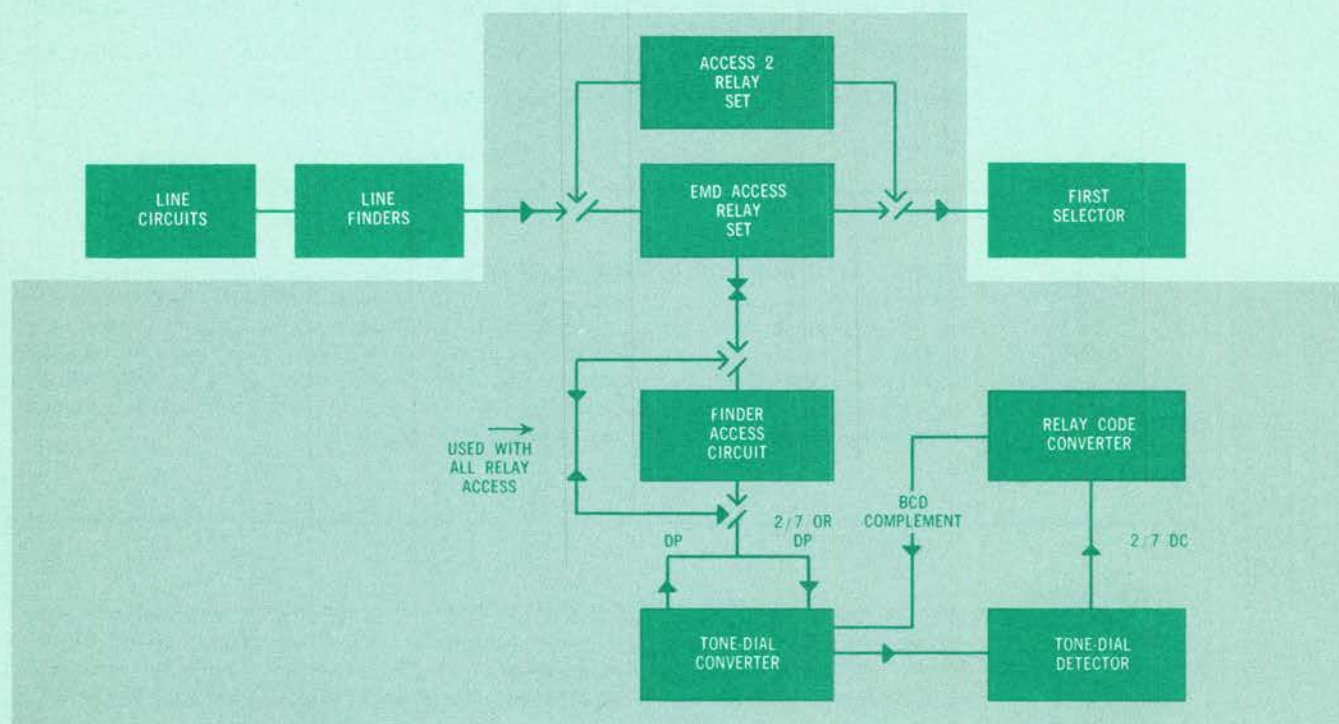 ACCESS 2
RELAY
SET
LINE
CIRCUITS
LINE
FINDERS
EMD ACCESS
RELAY
SET
FIRST
SELECTOR
USED WITH
ALL RELAY
ACCESS
FINDER
ACCESS
CIRCUIT
RELAY CODE
CONVERTER
BCD
COMPLEMENT
DP
2/7 OR
DP
2/7 DC
TONE-DIAL
CONVERTER
TONE-DIAL
DETECTOR